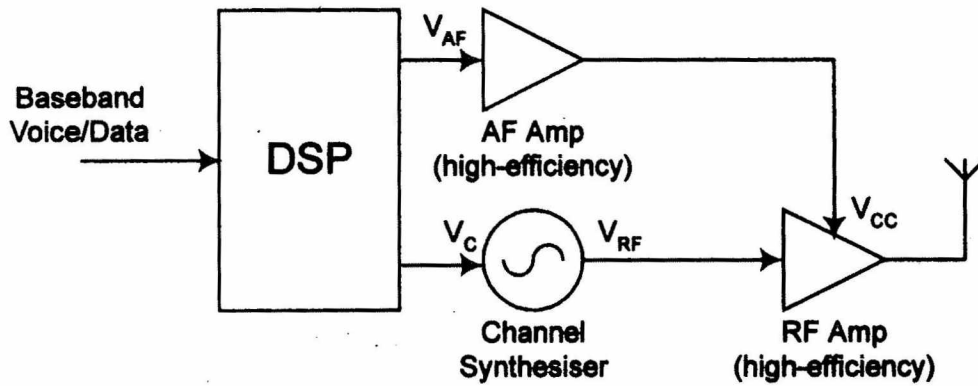 V_AF
Baseband
Voice/Data
DSP
AF Amp
(high-efficiency)
V_CC
V_C
V_RF
Channel
Synthesiser
RF Amp
(high-efficiency)